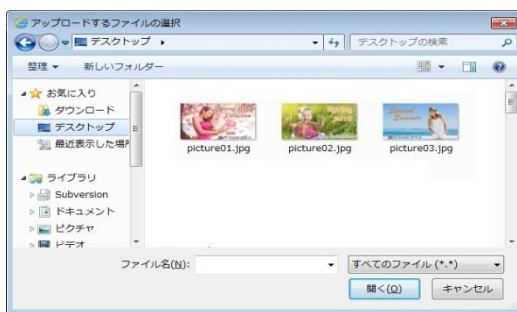 アップロードするファイルの選択
デスクトップ
デスクトップの検索
整理
新しいフォルダー
お気に入り
ダウンロード
デスクトップ
最近表示した場所
ライブラリ
Subversion
ドキュメント
ピクチャ
ビデオ
picture01.jpg
picture02.jpg
picture03.jpg
ファイル名(N):
すべてのファイル (*.*)
開く(O)
キャンセル